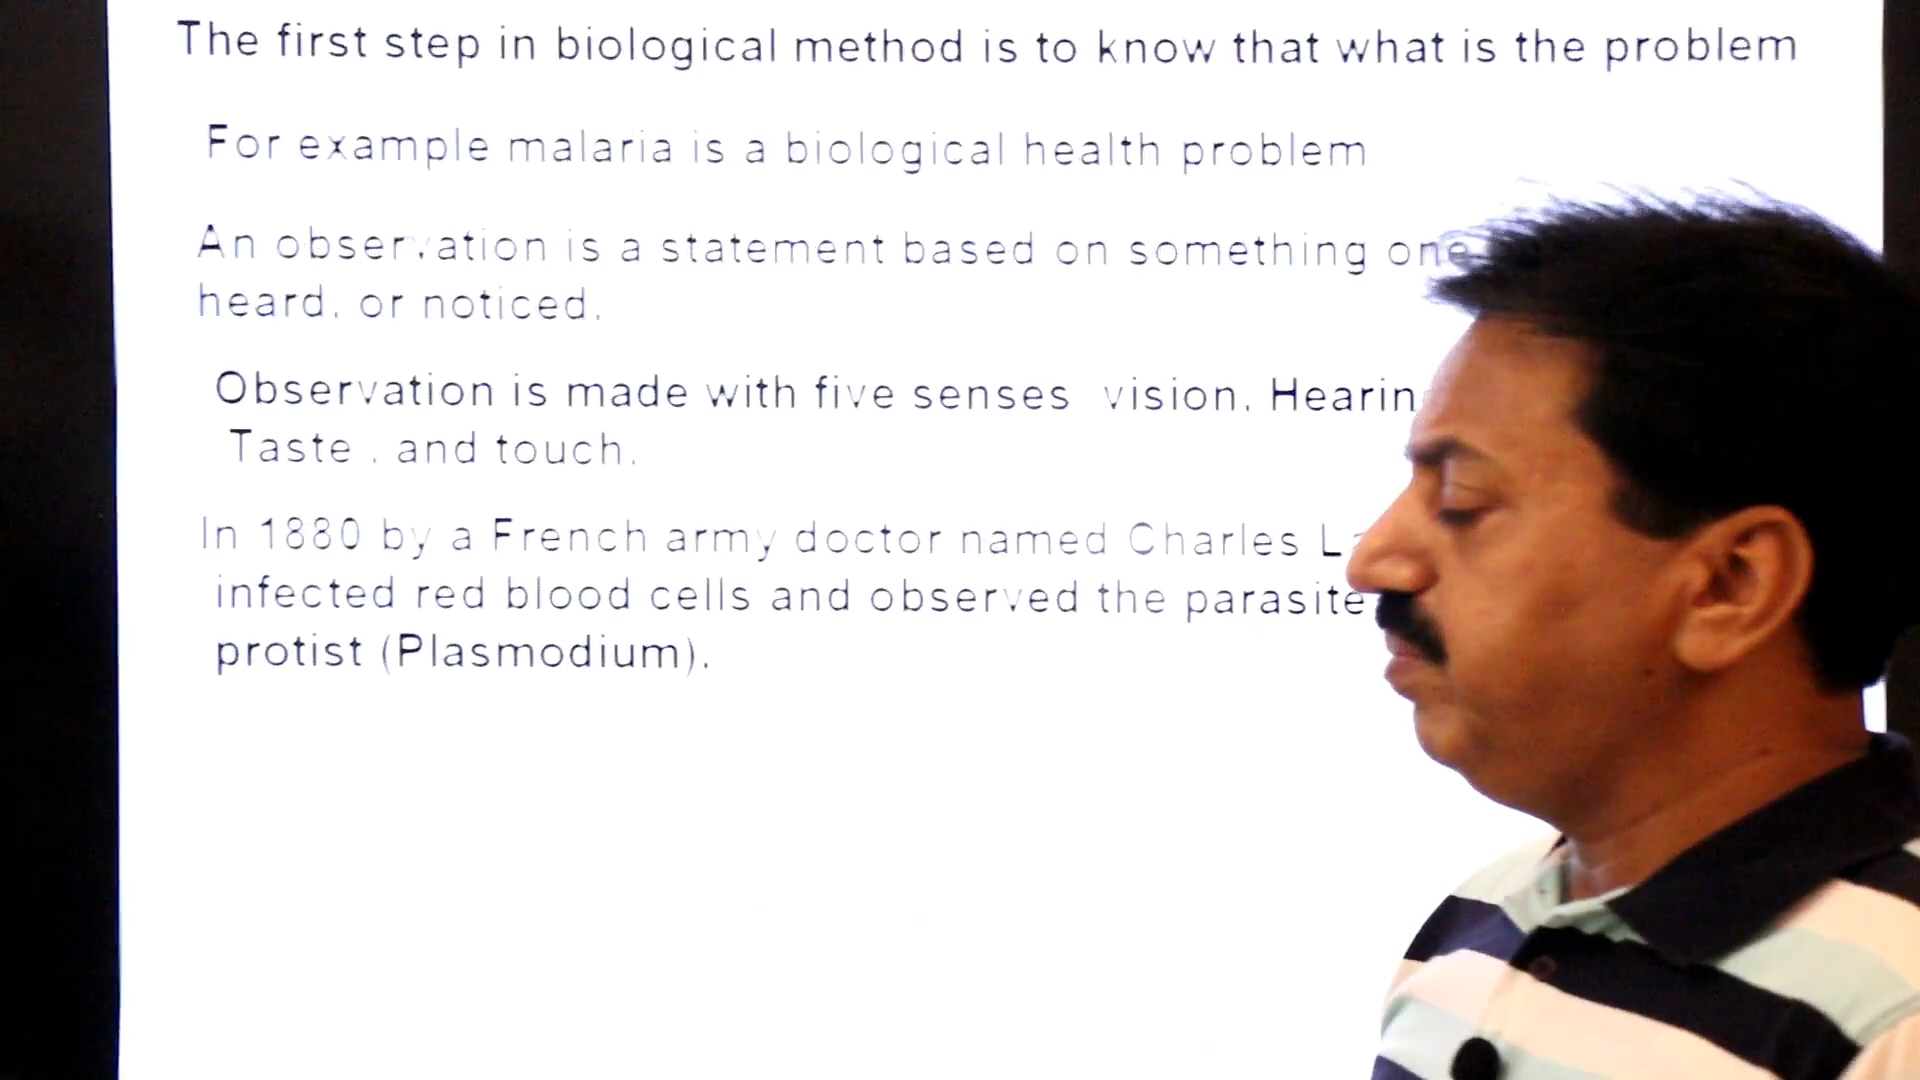 The first step in biological method is to know that what is the problem
For example malaria is a biological health problem
An observation is a statement based on something one
heard, or noticed.
Observation is made with five senses vision. Hearin
Taste . and touch.
In 1880 by a French army doctor named Charles L
infected red blood cells and observed the parasite
protist (Plasmodium).